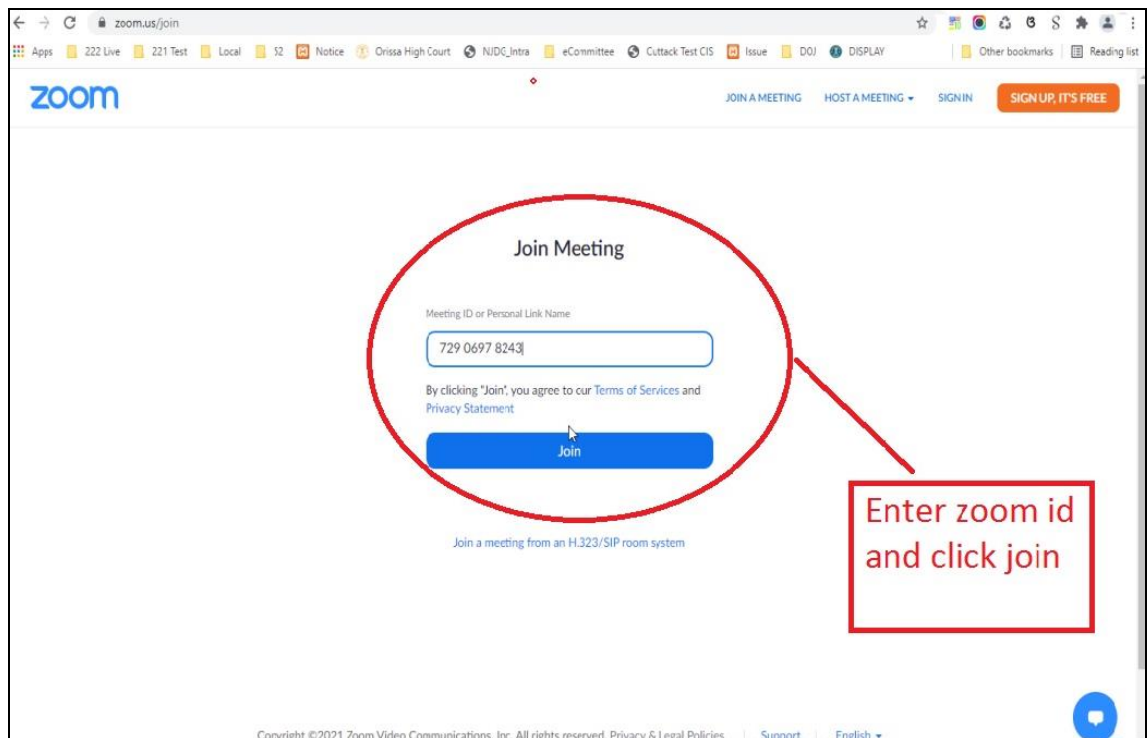 zoom.us/join
Apps 222 Live 221 Test Local 52 Notice Orissa High Court NJDG_Intra eCommittee Cuttack Test CIS Issue DOJ DISPLAY Other bookmarks Reading list
zoom
JOIN A MEETING HOST A MEETING SIGN IN SIGN UP, IT'S FREE
Join Meeting
Meeting ID or Personal Link Name
729 0697 8243
By clicking "Join", you agree to our Terms of Services and
Privacy Statement
Join
Join a meeting from an H.323/SIP room system
Enter zoom id
and click join
Copyright ©2021 Zoom Video Communications, Inc. All rights reserved. Privacy & Legal Policies Support English